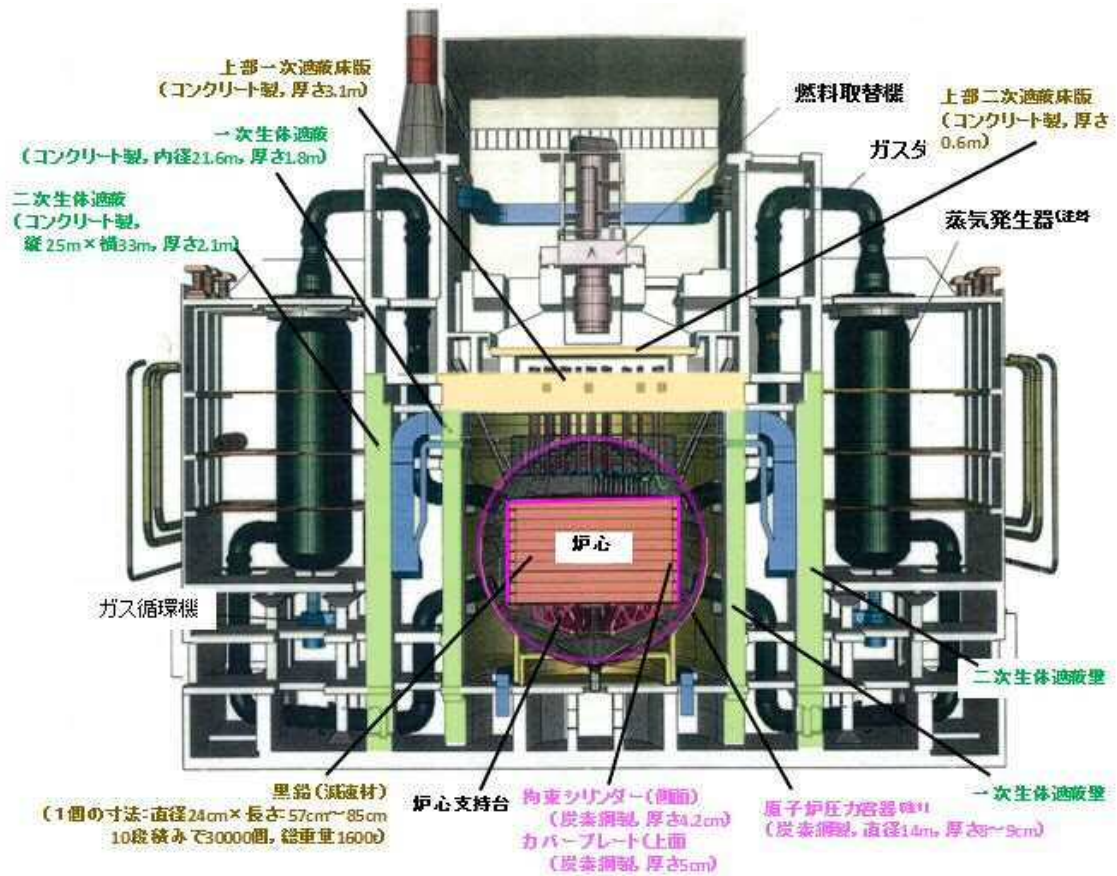 上部一次遮蔽床版
(コンクリート製, 厚さ3.1m)
燃料取替機
上部二次遮蔽床版
(コンクリート製, 厚さ
0.6m)
一次生体遮蔽
(コンクリート製, 内径21.6m, 厚さ1.8m)
ガスダ
二次生体遮蔽
(コンクリート製,
縦25m×横33m, 厚さ2.1m)
蒸気発生器
炉心
ガス循環機
二次生体遮蔽壁
黒鉛(減速材)
(1個の寸法:直径24cm×長さ:57cm~85cm
10段積みで30000個, 総重量1600t)
炉心支持台
拘束シリンダー(側面)
(炭素鋼製, 厚さ4.2cm)
カバープレート(上面
(炭素鋼製, 厚さ5cm)
原子炉圧力容器
(炭素鋼製, 直径14m, 厚さ8~9cm)
一次生体遮蔽壁